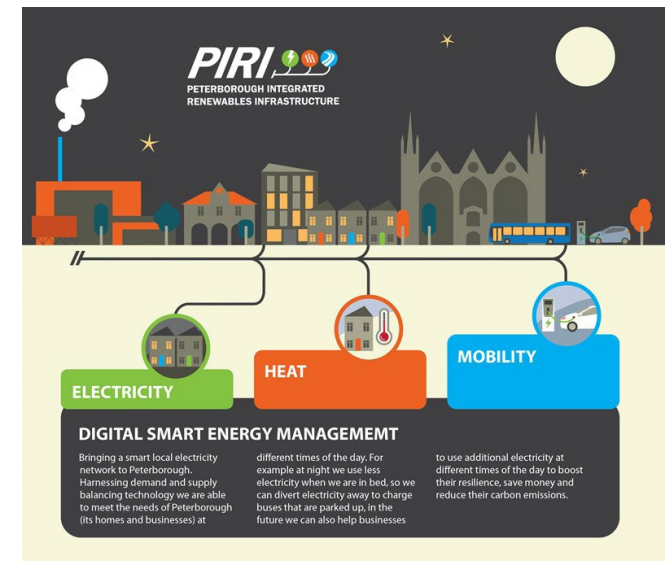 PIRI
PETERBOROUGH INTEGRATED
RENEWABLES INFRASTRUCTURE
ELECTRICITY
HEAT
MOBILITY
DIGITAL SMART ENERGY MANAGEMEMT
Bringing a smart local electricity
network to Peterborough.
Harnessing demand and supply
balancing technology we are able
to meet the needs of Peterborough
(its homes and businesses) at
different times of the day. For
example at night we use less
electricity when we are in bed, so we
can divert electricity away to charge
buses that are parked up, in the
future we can also help businesses
to use additional electricity at
different times of the day to boost
their resilience, save money and
reduce their carbon emissions.